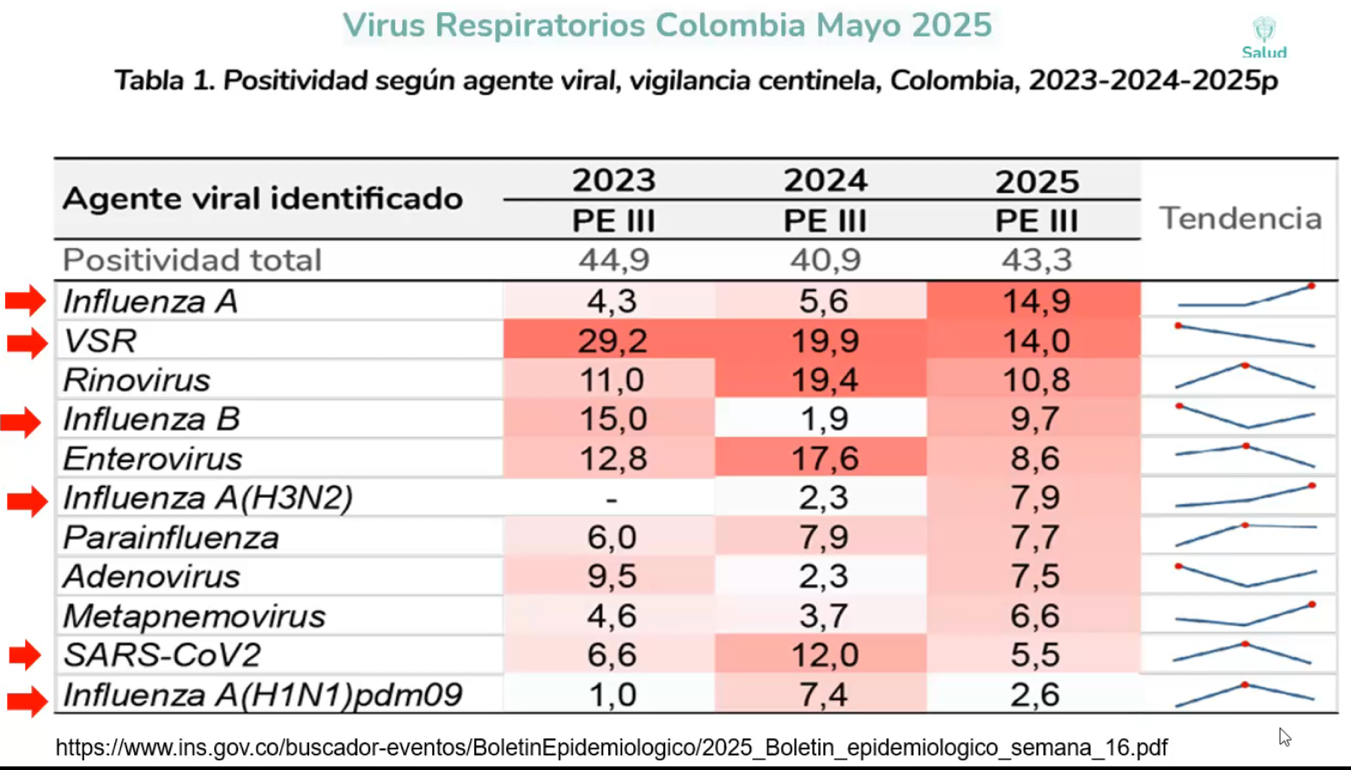 Virus Respiratorios Colombia Mayo 2025
Salud
Tabla 1. Positividad según agente viral, vigilancia centinela, Colombia, 2023-2024-2025p
Agente viral identificado 2023 2024 2025 Tendencia
PE III PE III PE III
Positividad total 44,9 40,9 43,3
Influenza A 4,3 5,6 14,9
VSR 29,2 19,9 14,0
Rinovirus 11,0 19,4 10,8
Influenza B 15,0 1,9 9,7
Enterovirus 12,8 17,6 8,6
Influenza A(H3N2) - 2,3 7,9
Parainfluenza 6,0 7,9 7,7
Adenovirus 9,5 2,3 7,5
Metapnemovirus 4,6 3,7 6,6
SARS-CoV2 6,6 12,0 5,5
Influenza A(H1N1)pdm09 1,0 7,4 2,6
https://www.ins.gov.co/buscador-eventos/BoletinEpidemiologico/2025_Boletin_epidemiologico_semana_16.pdf